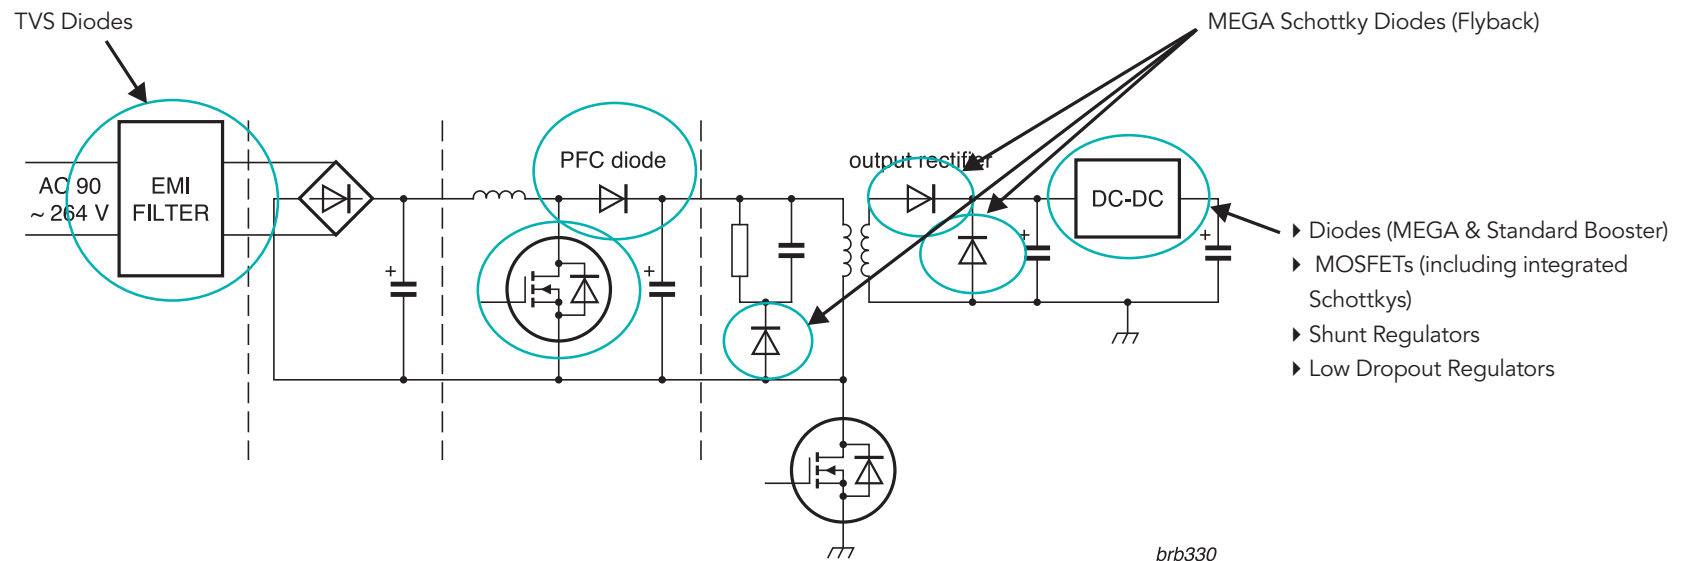 TVS Diodes
MEGA Schottky Diodes (Flyback)
AC 90
~ 264 V
EMI
FILTER
PFC diode
output rectifier
DC-DC
+
+
+
+
▸ Diodes (MEGA & Standard Booster)
▸ MOSFETs (including integrated
Schottkys)
▸ Shunt Regulators
▸ Low Dropout Regulators
brb330